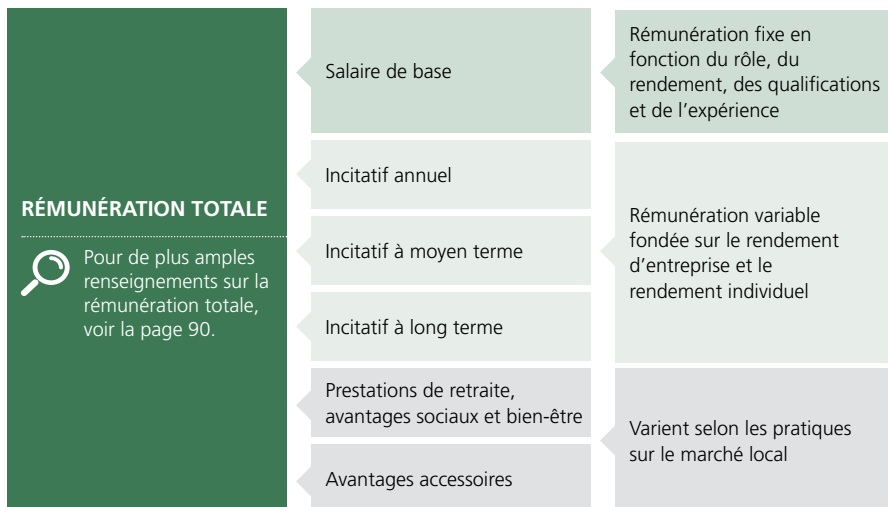 RÉMUNÉRATION TOTALE
Pour de plus amples
renseignements sur la
rémunération totale,
voir la page 90.
Salaire de base
Rémunération fixe en
fonction du rôle, du
rendement, des qualifications
et de l’expérience
Incitatif annuel
Incitatif à moyen terme
Incitatif à long terme
Rémunération variable
fondée sur le rendement
d’entreprise et le
rendement individuel
Prestations de retraite,
avantages sociaux et bien-être
Avantages accessoires
Varient selon les pratiques
sur le marché local